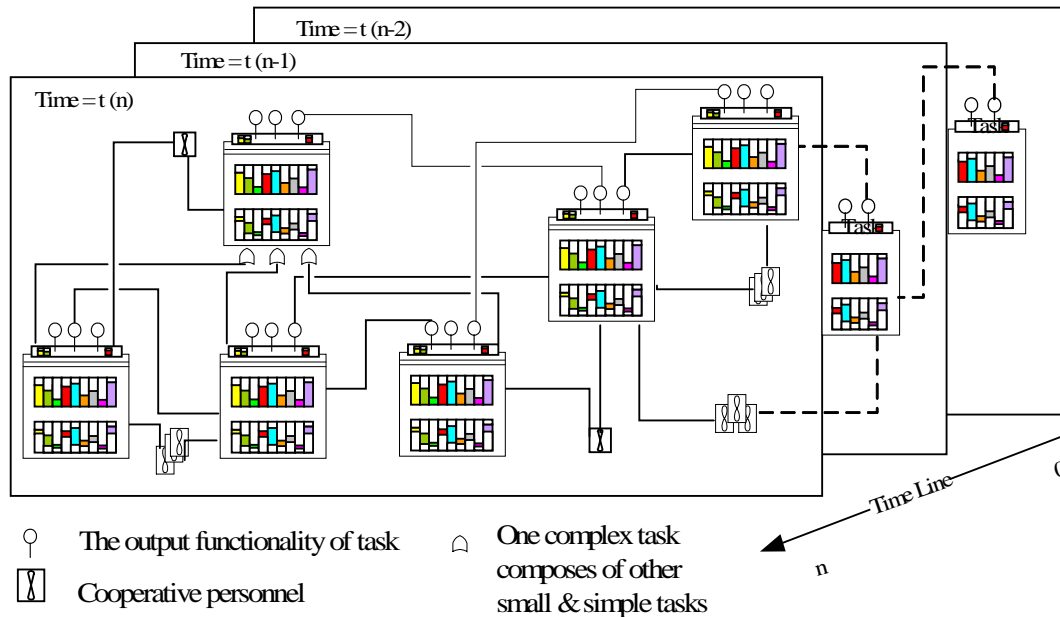 Time = t (n-2)
Time = t (n-1)
Time = t (n)
Task
Task
Time Line
n
The output functionality of task
Cooperative personnel
One complex task
composes of other
small & simple tasks